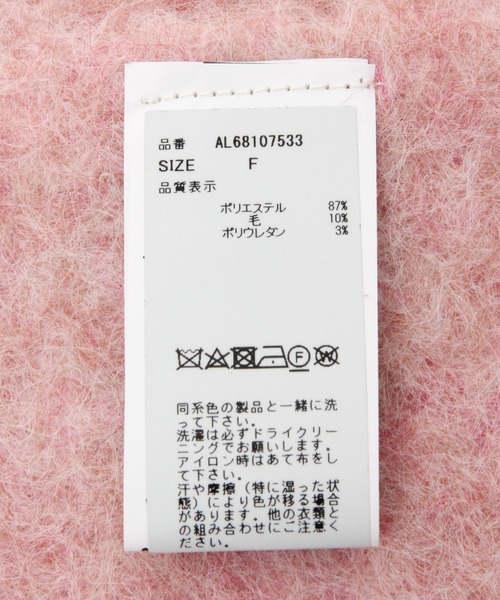 品番 AL68107533
SIZE F
品質表示
ポリエステル 87%
毛 10%
ポリウレタン 3%
F W
同系色の製品と一緒に洗
って下さい。
洗濯は必ずドライクリー
ニングでお願いします。
アイロン時はあて布をし
て下さい。
汗や摩擦（特に湿った状
態）により色が移る場合
があります。他の衣類と
の組み合わせにご注意く
ださい。